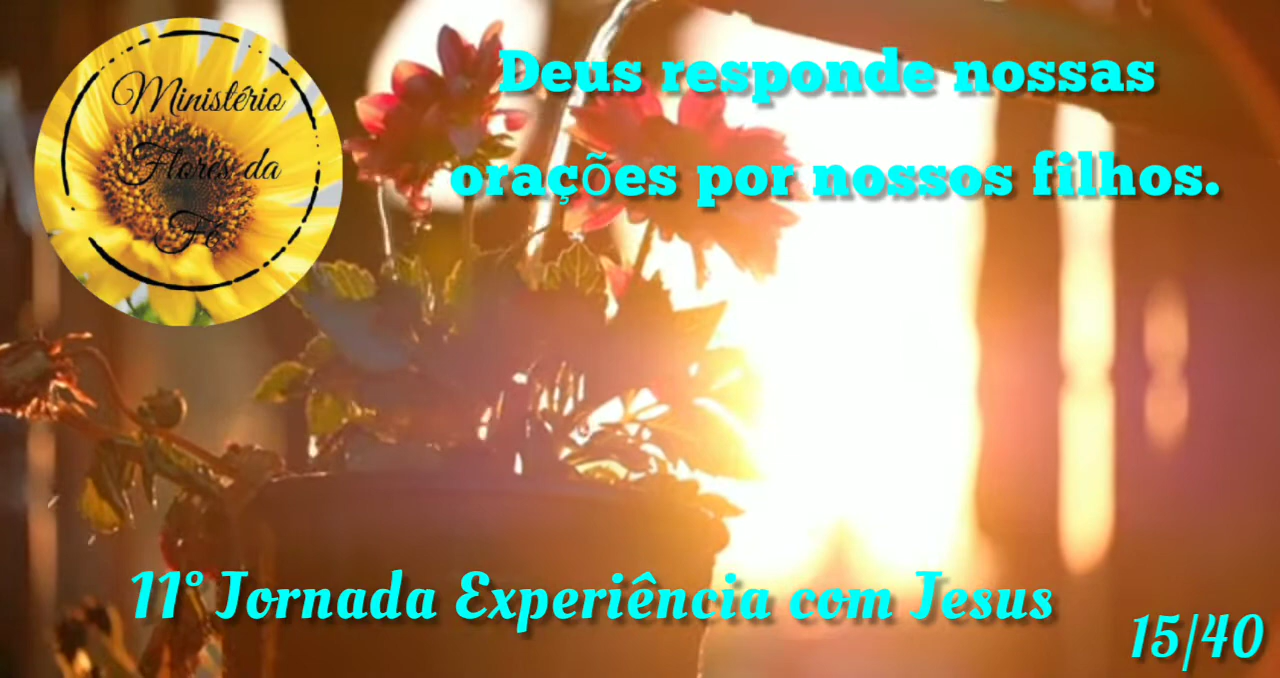 Ministério
Flores da
Fé
Deus responde nossas
orações por nossos filhos.
11º Jornada Experiência com Jesus
15/40